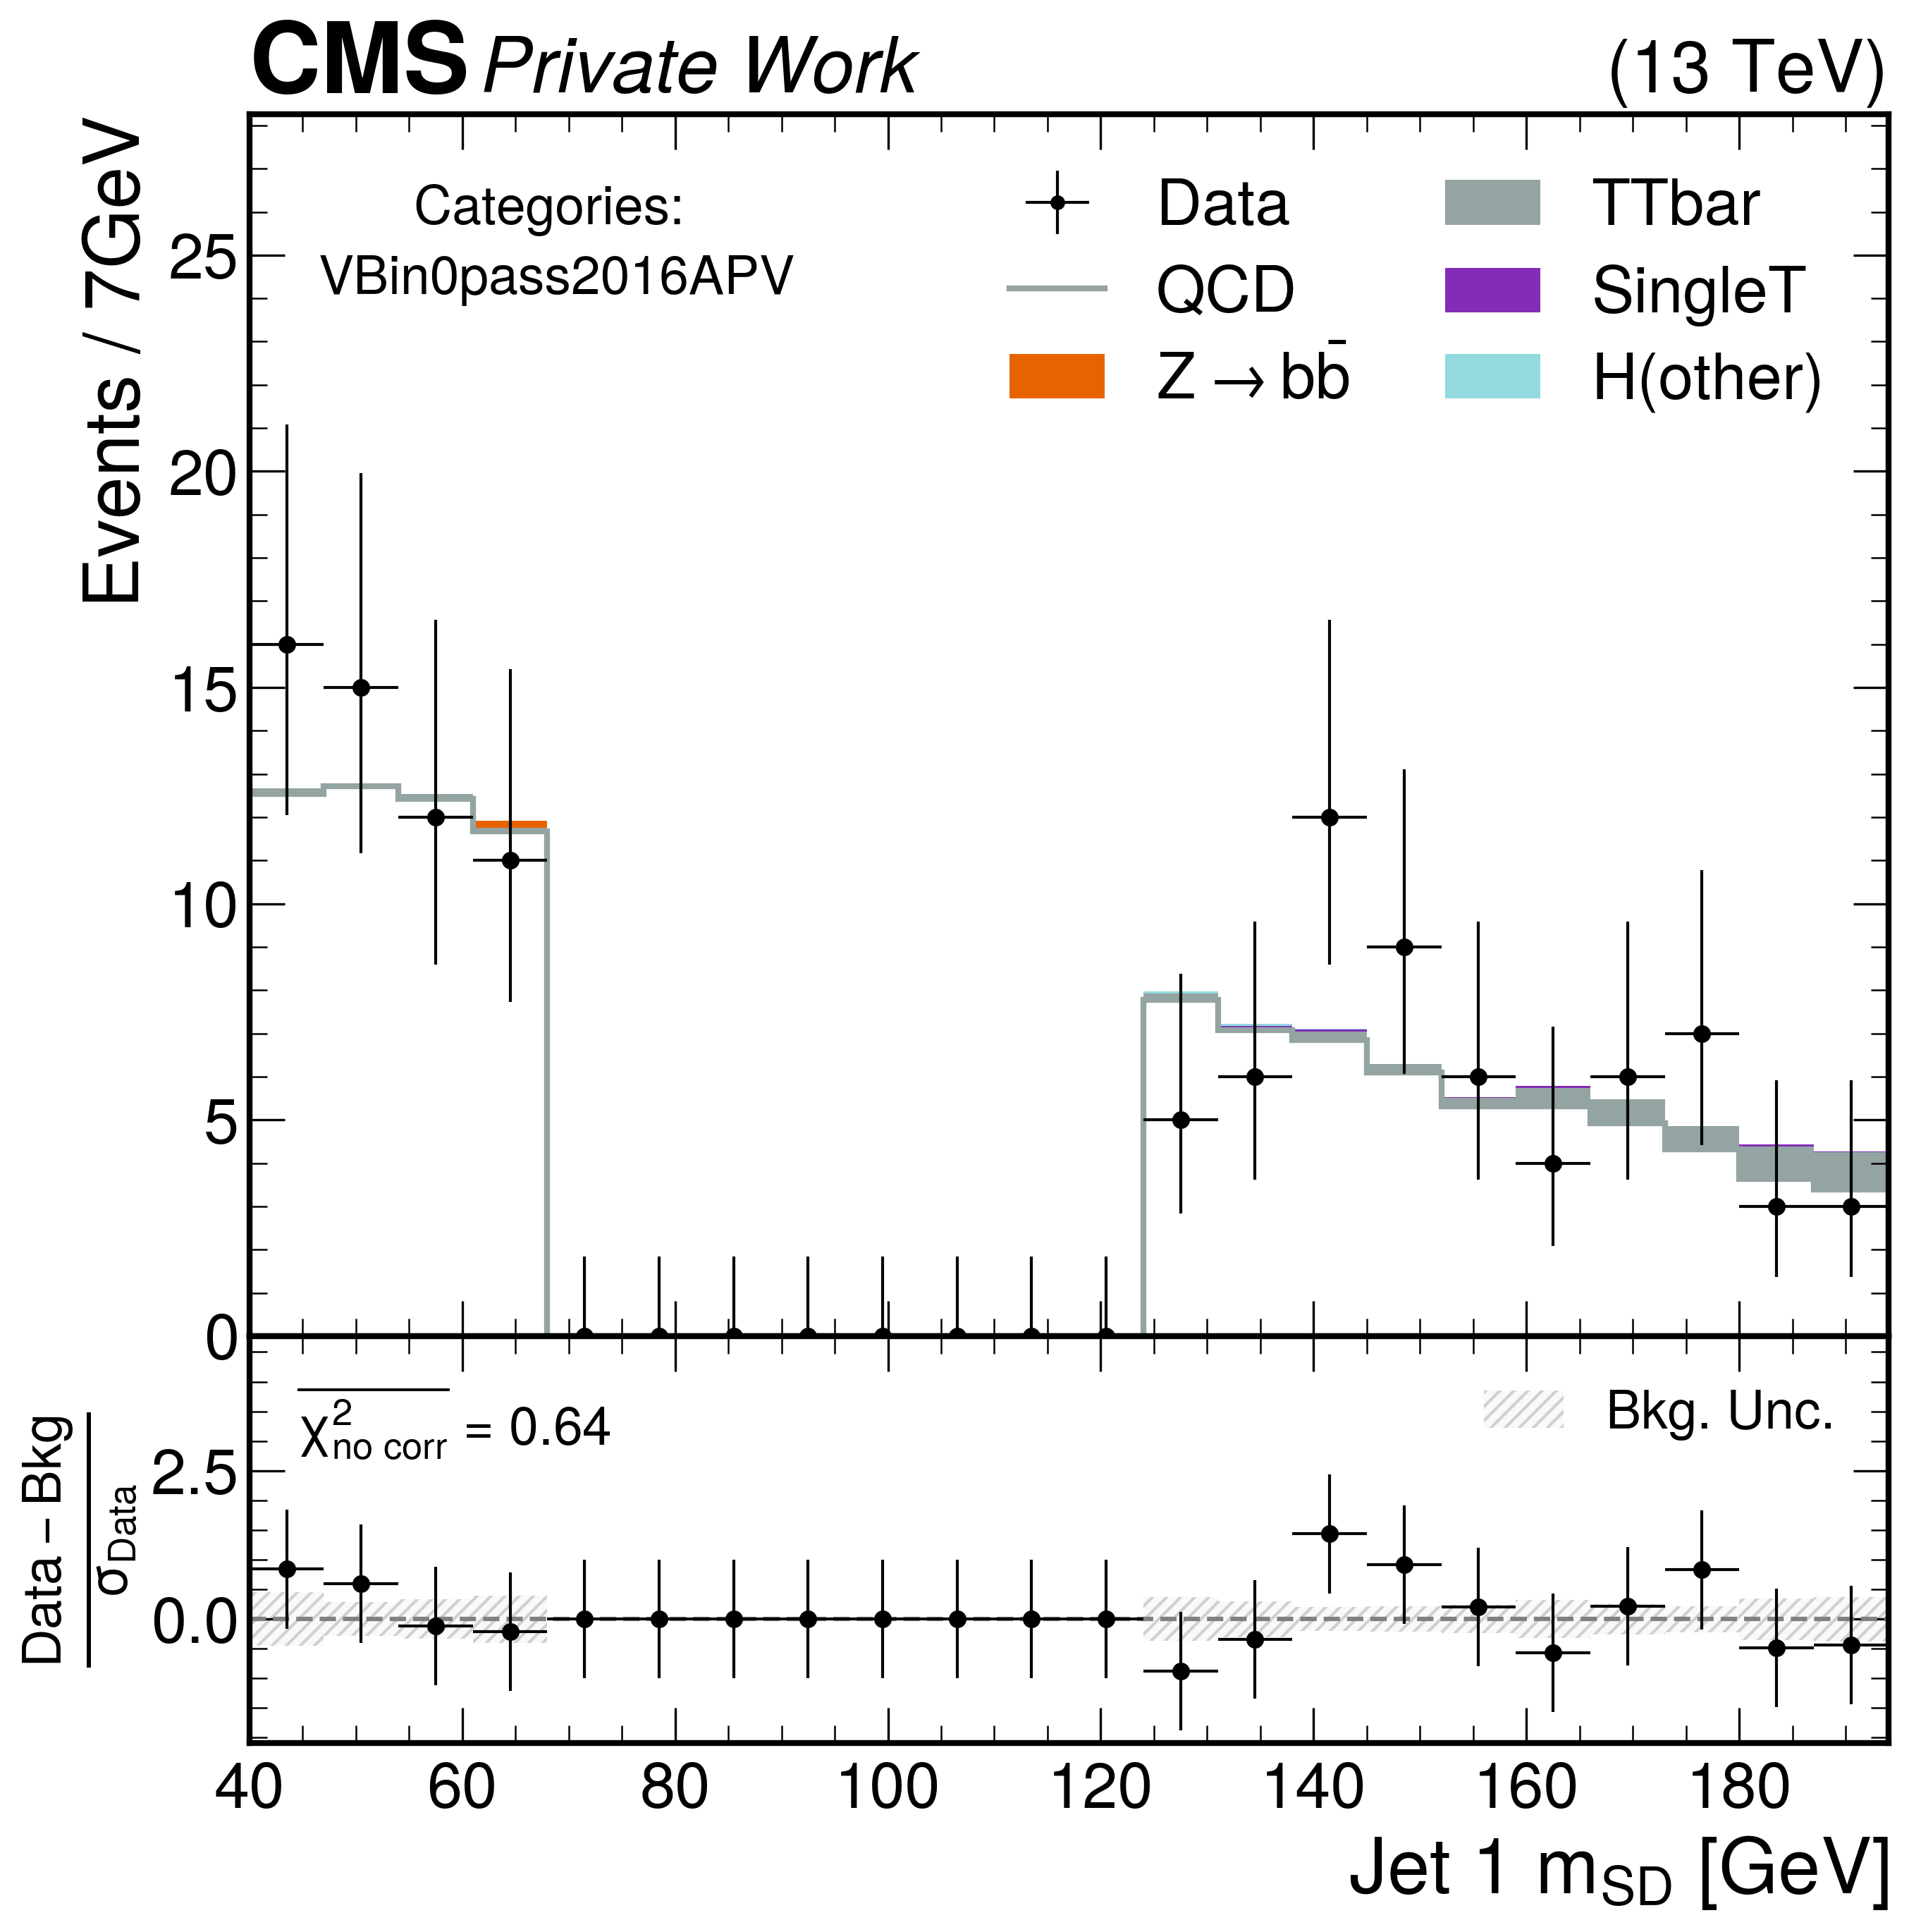 CMS Private Work (13 TeV)
Events / 7GeV
Categories:
VBin0pass2016APV
Data
QCD
Z → bb̄
TTbar
SingleT
H(other)
25
20
15
10
5
0
Data − Bkg
σData
χ²no corr = 0.64
Bkg. Unc.
2.5
0.0
40 60 80 100 120 140 160 180
Jet 1 mSD [GeV]